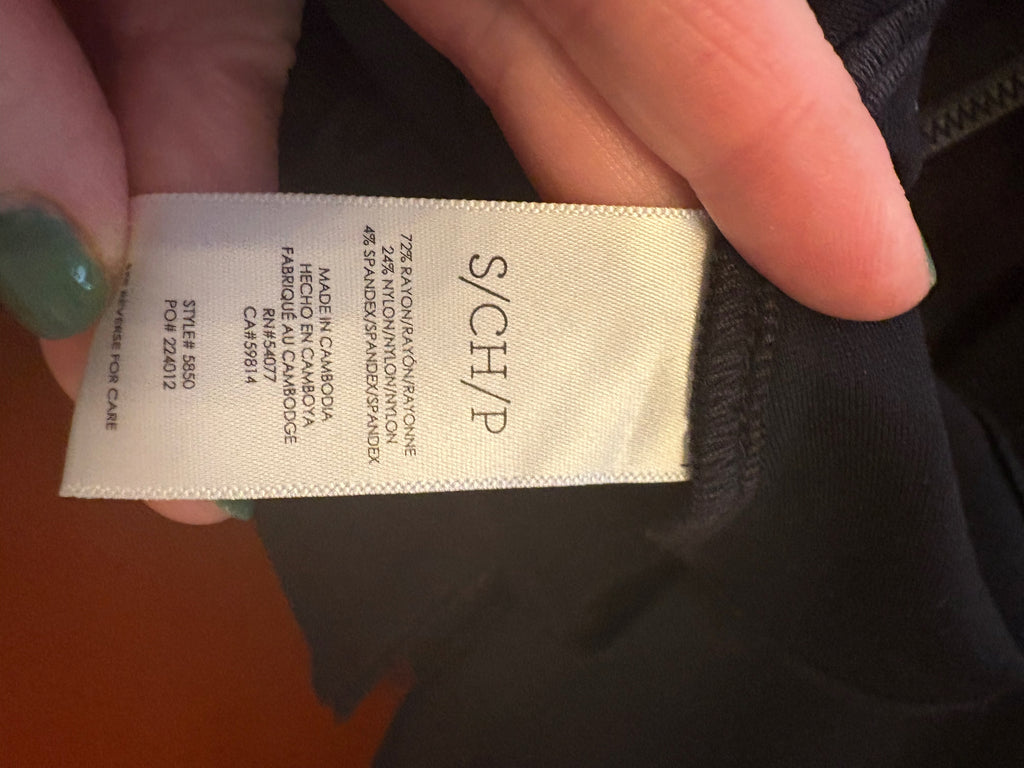 S/CH/P
72% RAYON/RAYÓN/RAYONNE
24% NYLON/NYLON/NYLON
4% SPANDEX/SPANDEX/SPANDEX
MADE IN CAMBODIA
HECHO EN CAMBOYA
FABRIQUÉ AU CAMBODGE
RN#54077
CA#59814
STYLE# 5850
PO# 224012
REVERSE FOR CARE